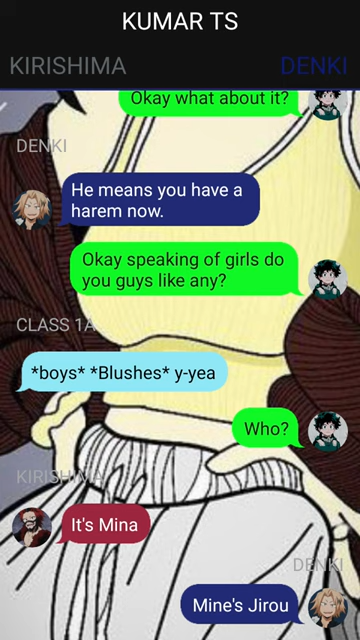 KUMAR TS
KIRISHIMA
DENKI
Okay what about it?
DENKI
He means you have a
harem now.
Okay speaking of girls do
you guys like any?
CLASS 1A
*boys* *Blushes* y-yea
Who?
KIRISHIMA
It's Mina
DENKI
Mine's Jirou